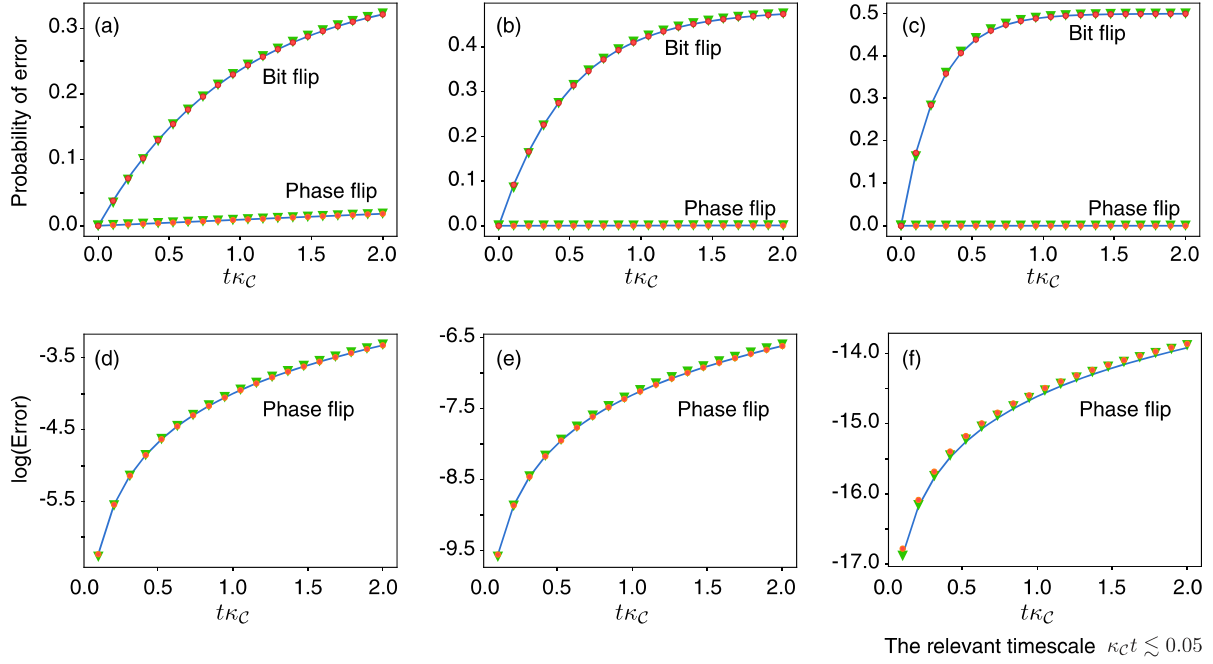 (a)
Probability of error
0.3
0.2
0.1
0.0
Bit flip
Phase flip
0.0 0.5 1.0 1.5 2.0
tκ_C
(b)
0.4
0.3
0.2
0.1
0.0
Bit flip
Phase flip
0.0 0.5 1.0 1.5 2.0
tκ_C
(c)
0.5
0.4
0.3
0.2
0.1
0.0
Bit flip
Phase flip
0.0 0.5 1.0 1.5 2.0
tκ_C
(d)
log(Error)
-3.5
-4.5
-5.5
Phase flip
0.0 0.5 1.0 1.5 2.0
tκ_C
(e)
-6.5
-7.5
-8.5
-9.5
Phase flip
0.0 0.5 1.0 1.5 2.0
tκ_C
(f)
-14.0
-15.0
-16.0
-17.0
Phase flip
0.0 0.5 1.0 1.5 2.0
tκ_C
The relevant timescale κ_C t ≲ 0.05